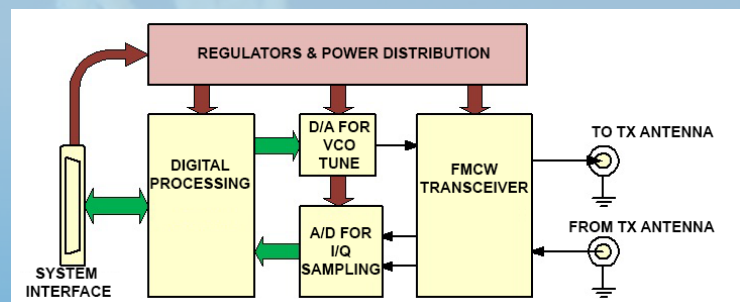 REGULATORS & POWER DISTRIBUTION
D/A FOR
VCO
TUNE
DIGITAL
PROCESSING
FMCW
TRANSCEIVER
TO TX ANTENNA
A/D FOR
I/Q
SAMPLING
FROM TX ANTENNA
SYSTEM
INTERFACE